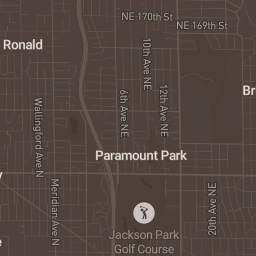 NE 170th St
NE 169th St
Ronald
10th Ave NE
6th Ave NE
12th Ave NE
Br
Wallingford Ave N
Meridian Ave N
Paramount Park
y
20th Ave NE
Jackson Park
Golf Course
e